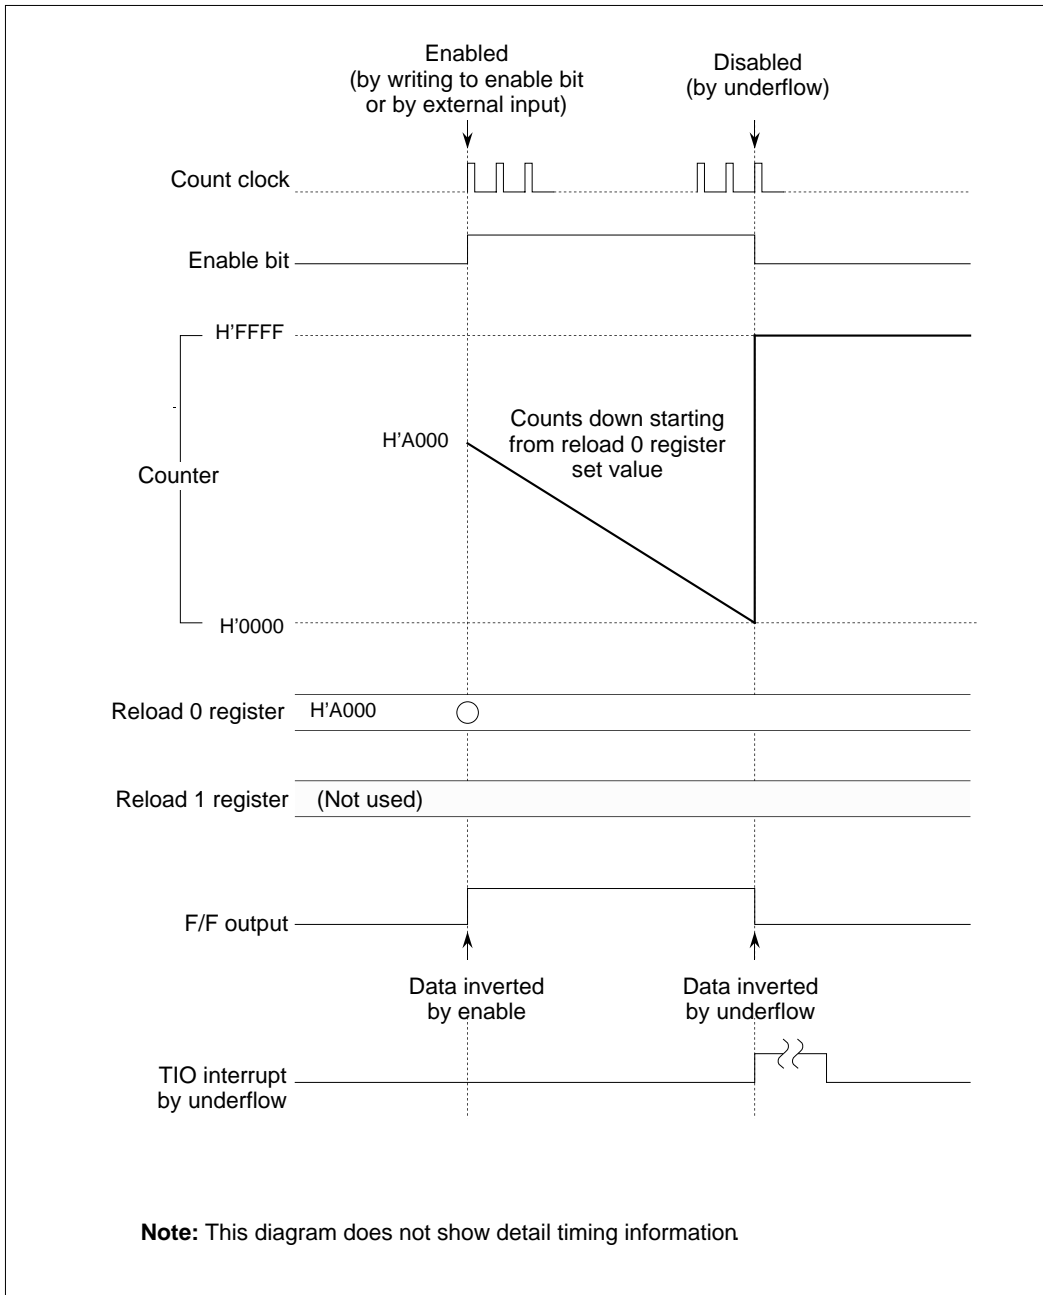 Enabled
(by writing to enable bit
or by external input)
Disabled
(by underflow)
Count clock
Enable bit
H'FFFF
H'A000
Counts down starting
from reload 0 register
set value
Counter
H'0000
Reload 0 register
H'A000
Reload 1 register
(Not used)
F/F output
Data inverted
by enable
Data inverted
by underflow
TIO interrupt
by underflow
Note: This diagram does not show detail timing information.